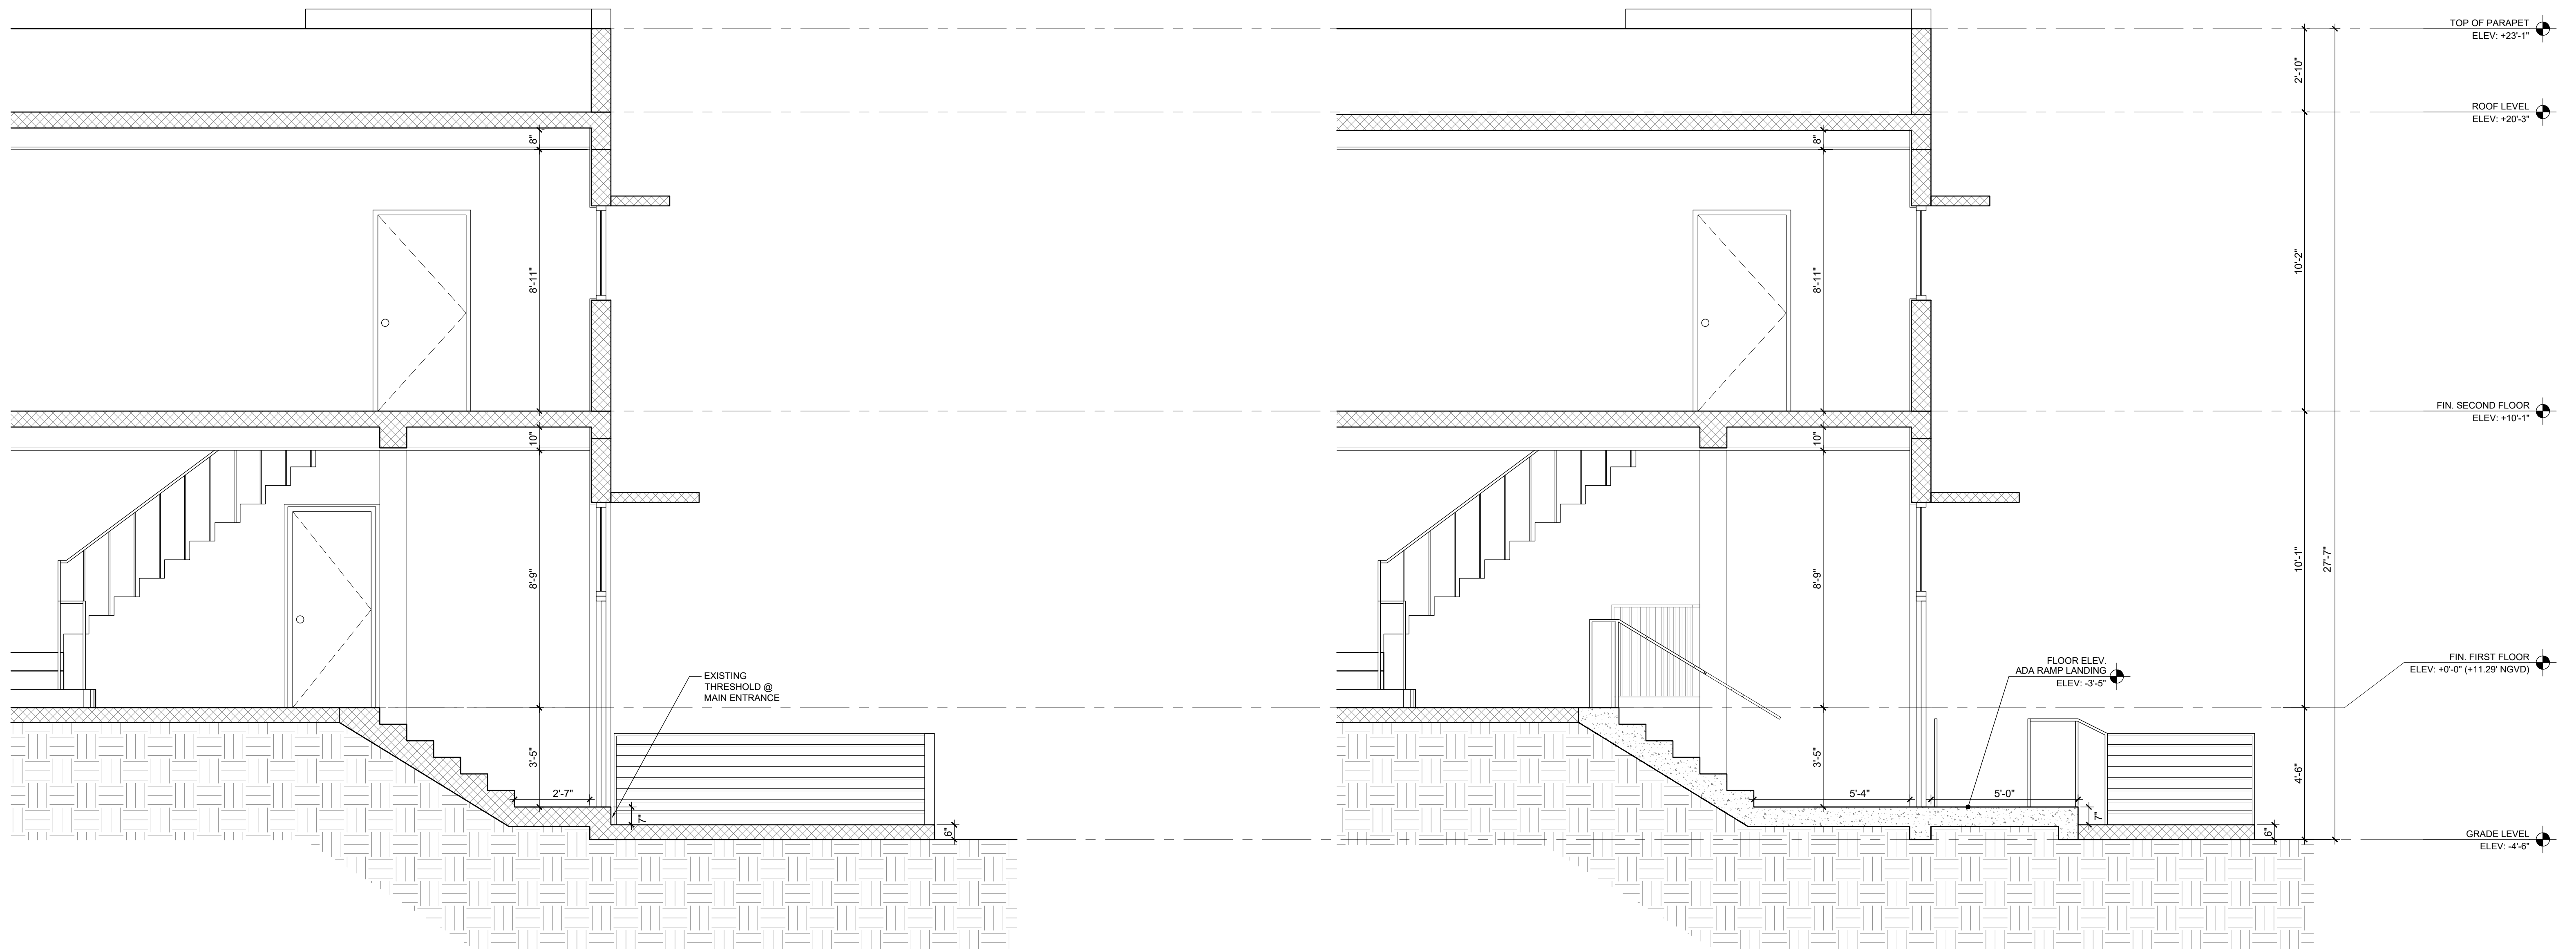 8"
8'-11"
10"
8'-9"
3'-5"
2'-7"
7"
6"
EXISTING
THRESHOLD @
MAIN ENTRANCE
8"
8'-11"
10"
8'-9"
3'-5"
5'-4"
5'-0"
7"
6"
FLOOR ELEV.
ADA RAMP LANDING
ELEV: -3'-5"
2'-10"
10'-2"
10'-1"
4'-6"
27'-7"
TOP OF PARAPET
ELEV: +23'-1"
ROOF LEVEL
ELEV: +20'-3"
FIN. SECOND FLOOR
ELEV: +10'-1"
FIN. FIRST FLOOR
ELEV: +0'-0" (+11.29' NGVD)
GRADE LEVEL
ELEV: -4'-6"